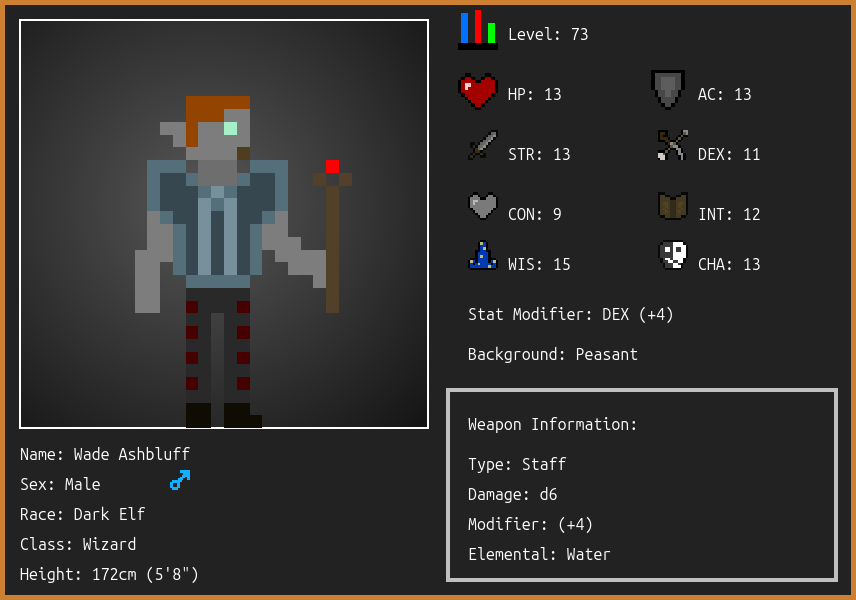 Level: 73
HP: 13
AC: 13
STR: 13
DEX: 11
CON: 9
INT: 12
WIS: 15
CHA: 13
Stat Modifier: DEX (+4)
Background: Peasant
Weapon Information:
Type: Staff
Damage: d6
Modifier: (+4)
Elemental: Water
Name: Wade Ashbluff
Sex: Male
Race: Dark Elf
Class: Wizard
Height: 172cm (5'8")